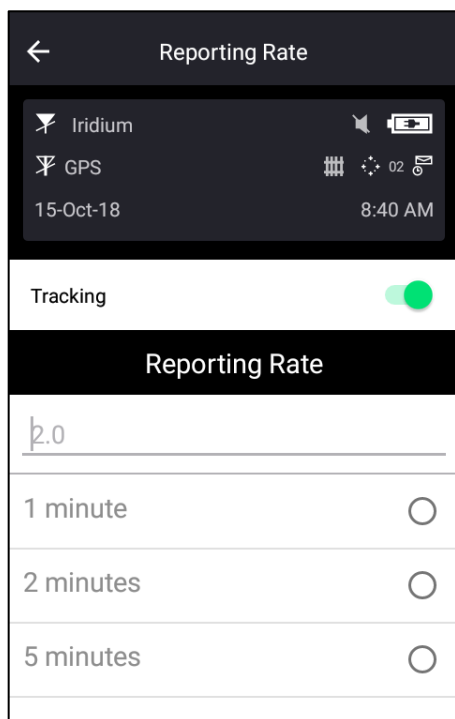 Reporting Rate
Iridium
GPS
02
15-Oct-18 8:40 AM
Tracking
Reporting Rate
2.0
1 minute
2 minutes
5 minutes